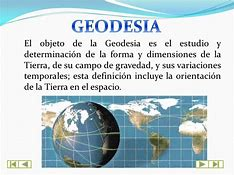 GEODESIA
El objeto de la Geodesia es el estudio y
determinación de la forma y dimensiones de la
Tierra, de su campo de gravedad, y sus variaciones
temporales; esta definición incluye la orientación
de la Tierra en el espacio.